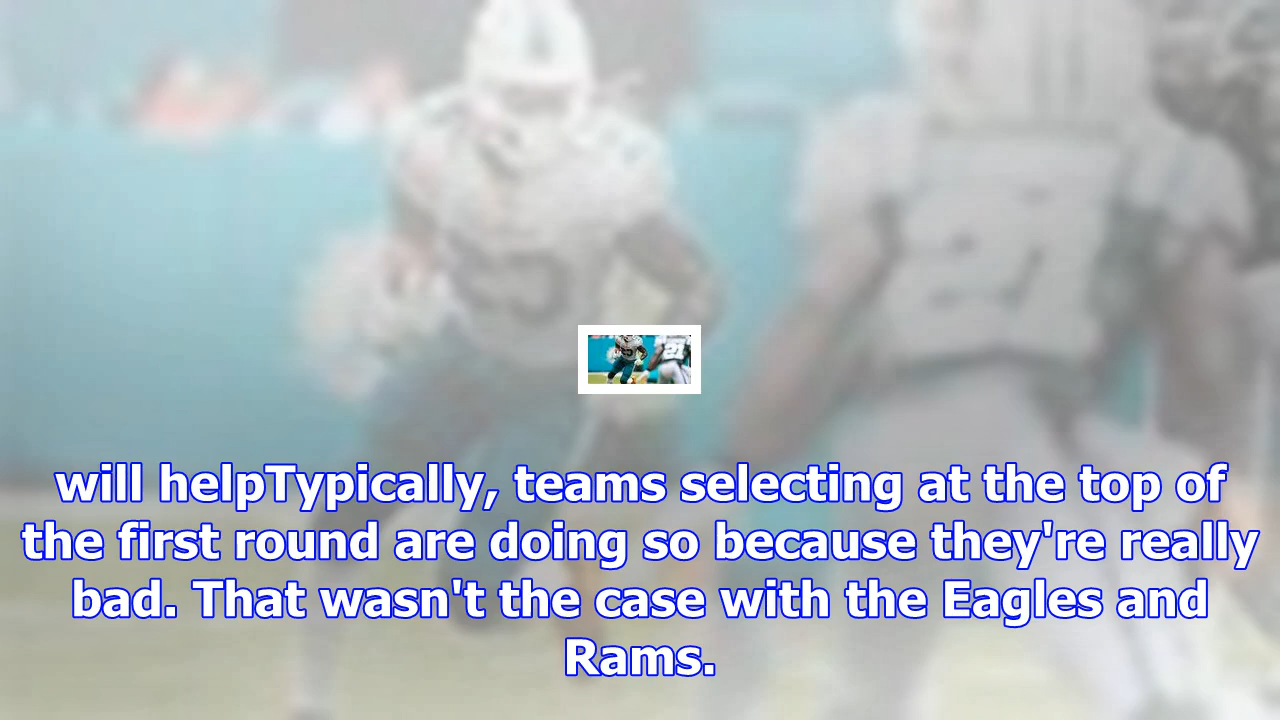 21
will helpTypically, teams selecting at the top of
the first round are doing so because they're really
bad. That wasn't the case with the Eagles and
Rams.